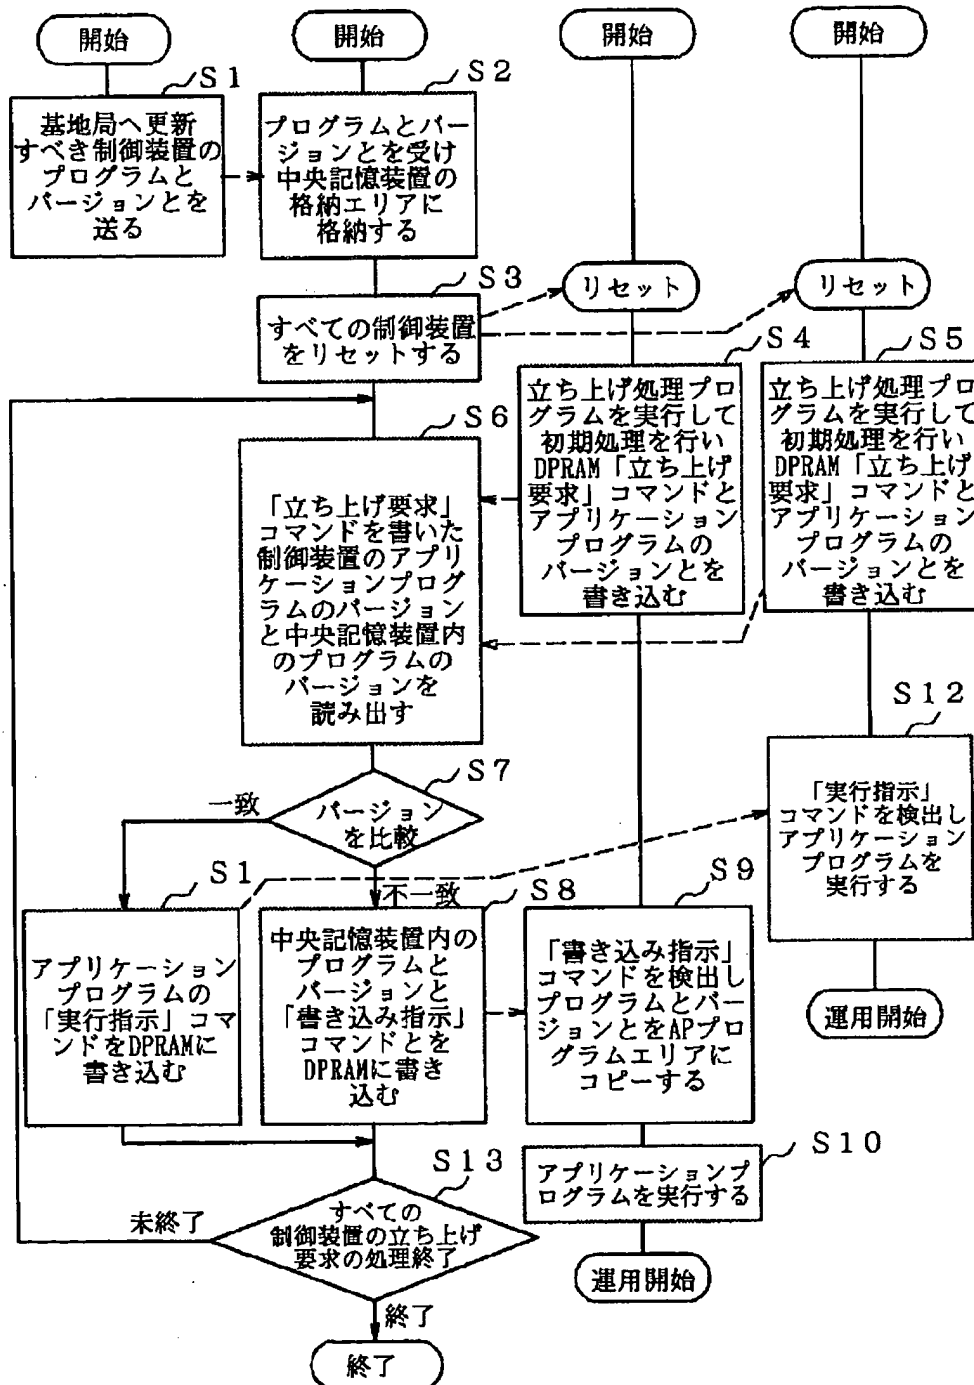 開始
開始
開始
開始
S1
基地局へ更新
すべき制御装置の
プログラムと
バージョンとを
送る
S2
プログラムとバー
ジョンとを受け
中央記憶装置の
格納エリアに
格納する
S3
すべての制御装置
をリセットする
リセット
リセット
S4
立ち上げ処理プロ
グラムを実行して
初期処理を行い
DPRAM「立ち上げ
要求」コマンドと
アプリケーション
プログラムの
バージョンとを
書き込む
S5
立ち上げ処理プロ
グラムを実行して
初期処理を行い
DPRAM「立ち上げ
要求」コマンドと
アプリケーション
プログラムの
バージョンとを
書き込む
S6
「立ち上げ要求」
コマンドを書いた
制御装置のアプリ
ケーションプログ
ラムのバージョン
と中央記憶装置内
のプログラムの
バージョンを
読み出す
S7
バージョン
を比較
一致
不一致
S1
アプリケーション
プログラムの
「実行指示」コマ
ンドをDPRAMに
書き込む
S8
中央記憶装置内の
プログラムと
バージョンと
「書き込み指示」
コマンドとを
DPRAMに書き
込む
S9
「書き込み指示」
コマンドを検出し
プログラムとバー
ジョンとをAPプロ
グラムエリアに
コピーする
S10
アプリケーションプ
ログラムを実行する
運用開始
S12
「実行指示」
コマンドを検出し
アプリケーション
プログラムを
実行する
運用開始
S13
すべての
制御装置の立ち上げ
要求の処理終了
未終了
終了
終了